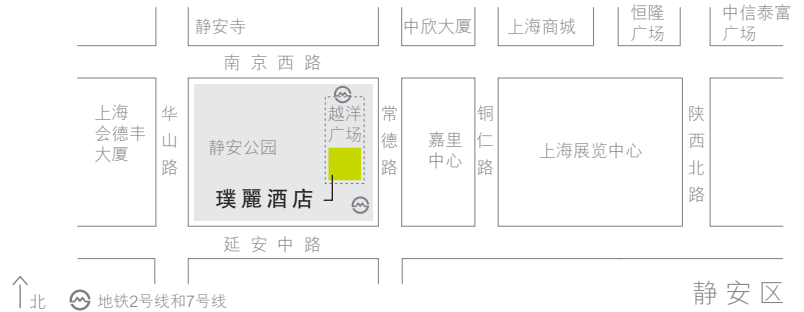 静安寺
中欣大厦
上海商城
恒隆
广场
中信泰富
广场
南京西路
上海
会德丰
大厦
华山路
静安公园
越洋
广场
璞麗酒店
常德路
嘉里
中心
铜仁路
上海展览中心
陕西北路
延安中路
北
地铁2号线和7号线
静安区